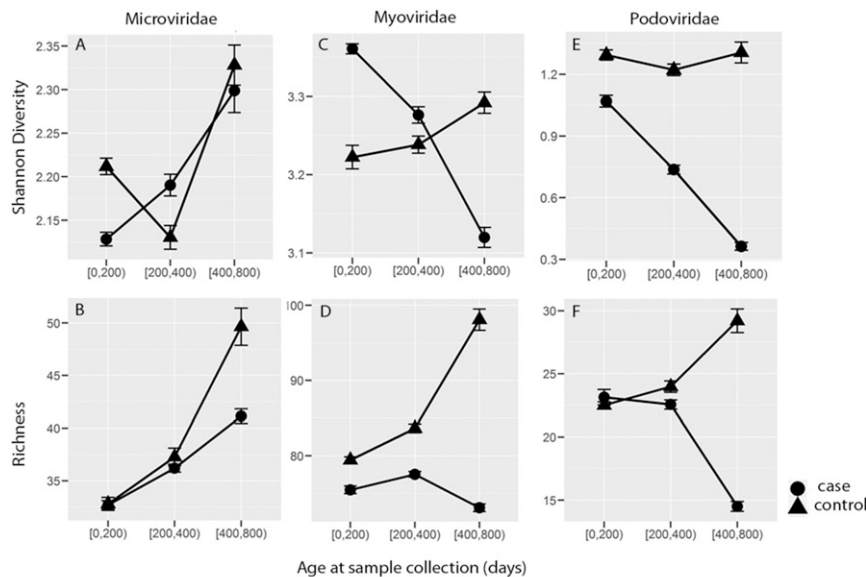 Microviridae
Myoviridae
Podoviridae
Shannon Diversity
A
2.35
2.30
2.25
2.20
2.15
[0,200) [200,400) [400,800)
C
3.3
3.2
3.1
[0,200) [200,400) [400,800)
E
1.2
0.9
0.6
0.3
[0,200) [200,400) [400,800)
Richness
B
50
45
40
35
[0,200) [200,400) [400,800)
D
100
90
80
[0,200) [200,400) [400,800)
F
30
25
20
15
[0,200) [200,400) [400,800)
case
control
Age at sample collection (days)